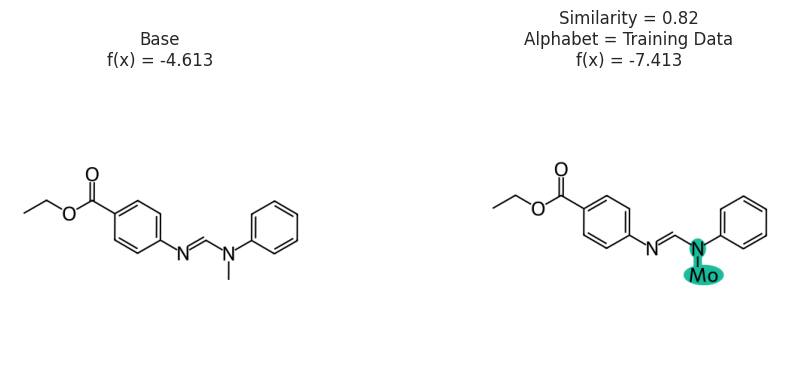 Base
f(x) = -4.613
Similarity = 0.82
Alphabet = Training Data
f(x) = -7.413
O
O
N
N
O
O
N
N
Mo